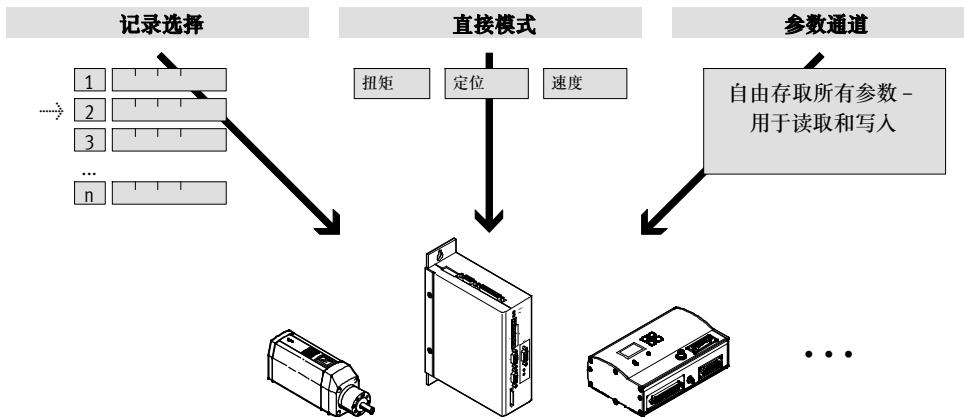 记录选择
直接模式
参数通道
1
2
3
...
n
扭矩
定位
速度
自由存取所有参数 –
用于读取和写入
...